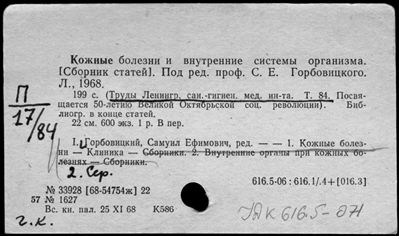 Кожные болезни и внутренние системы организма.
[Сборник статей]. Под ред. проф. С. Е. Горбовицкого.
Л., 1968.
199 с. (Труды Ленингр. сан.-гигиен. мед. ин-та. Т. 84. Посвя-
щается 50-летию Великой Октябрьской соц. революции). Биб-
лиогр. в конце статей.
22 см. 600 экз. 1 р. В пер.
П
17/84
1. Горбовицкий, Самуил Ефимович, ред. — — 1. Кожные болез-
ни — Клиника — Сборники. 2. Внутренние органы при кожных бо-
лезнях — Сборники.
2. Сер.
№ 33928 [68-54754ж] 22
57 № 1627
616.5-06 : 616.1/.4+[016.3]
Вс. кн. пал. 25 XI 68 К586
г. к.
616.5-071